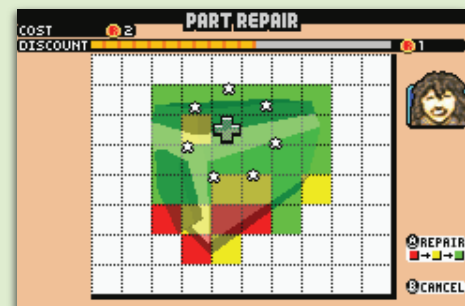 PART REPAIR
COST R 2
DISCOUNT R 1
A REPAIR
B CANCEL